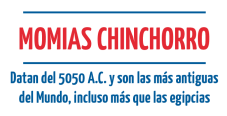 MOMIAS CHINCHORRO
Datan del 5050 A.C. y son las más antiguas
del Mundo, incluso más que las egipcias